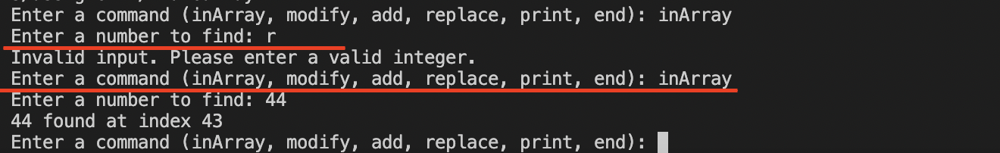 Enter a command (inArray, modify, add, replace, print, end): inArray
Enter a number to find: r
Invalid input. Please enter a valid integer.
Enter a command (inArray, modify, add, replace, print, end): inArray
Enter a number to find: 44
44 found at index 43
Enter a command (inArray, modify, add, replace, print, end):